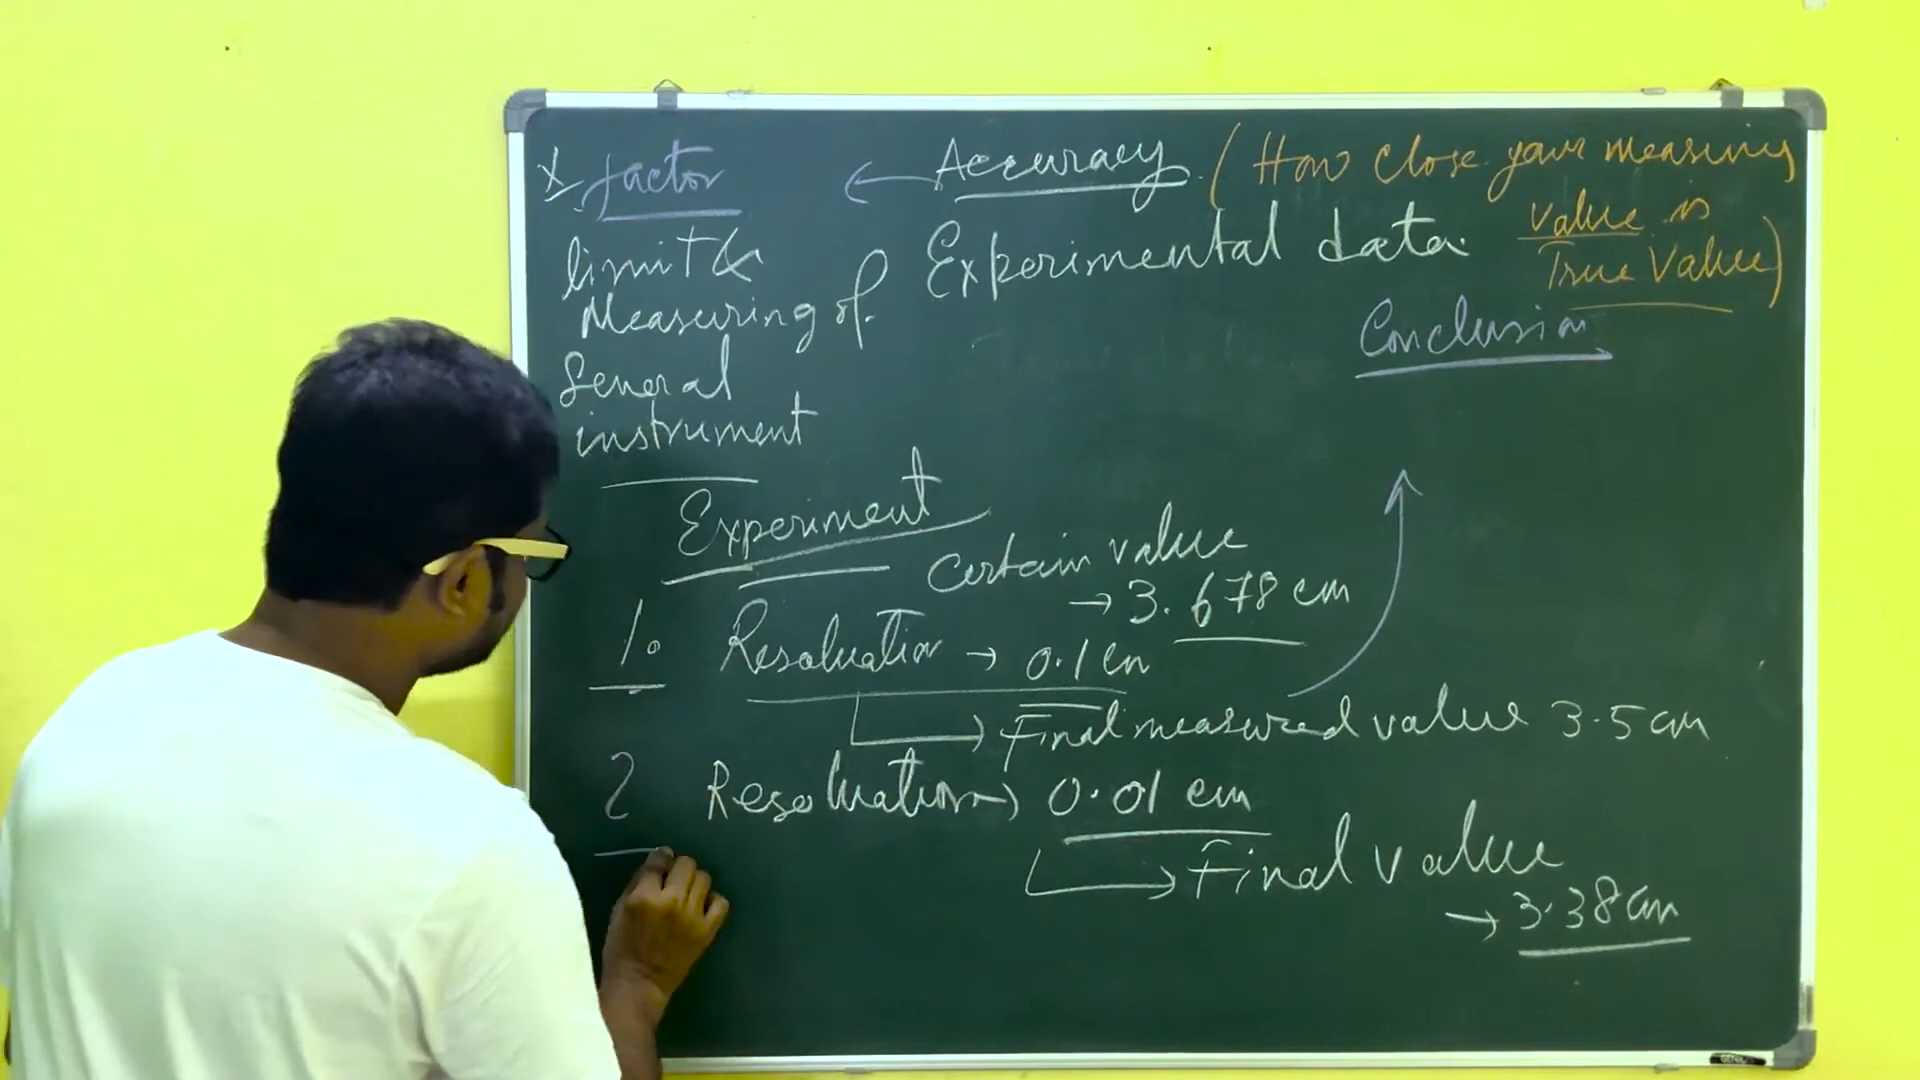 x factor ← Accuracy. (How close your measuring
value is
True Value)
limit &
Measuring of
General
instrument
Experimental data.
Conclusion
Experiment
certain value
→ 3.678 cm
1. Resoluation → 0.1 cm
Final measured value 3.5 cm
2 Resoluation → 0.01 cm
Final value
→ 3.38 cm